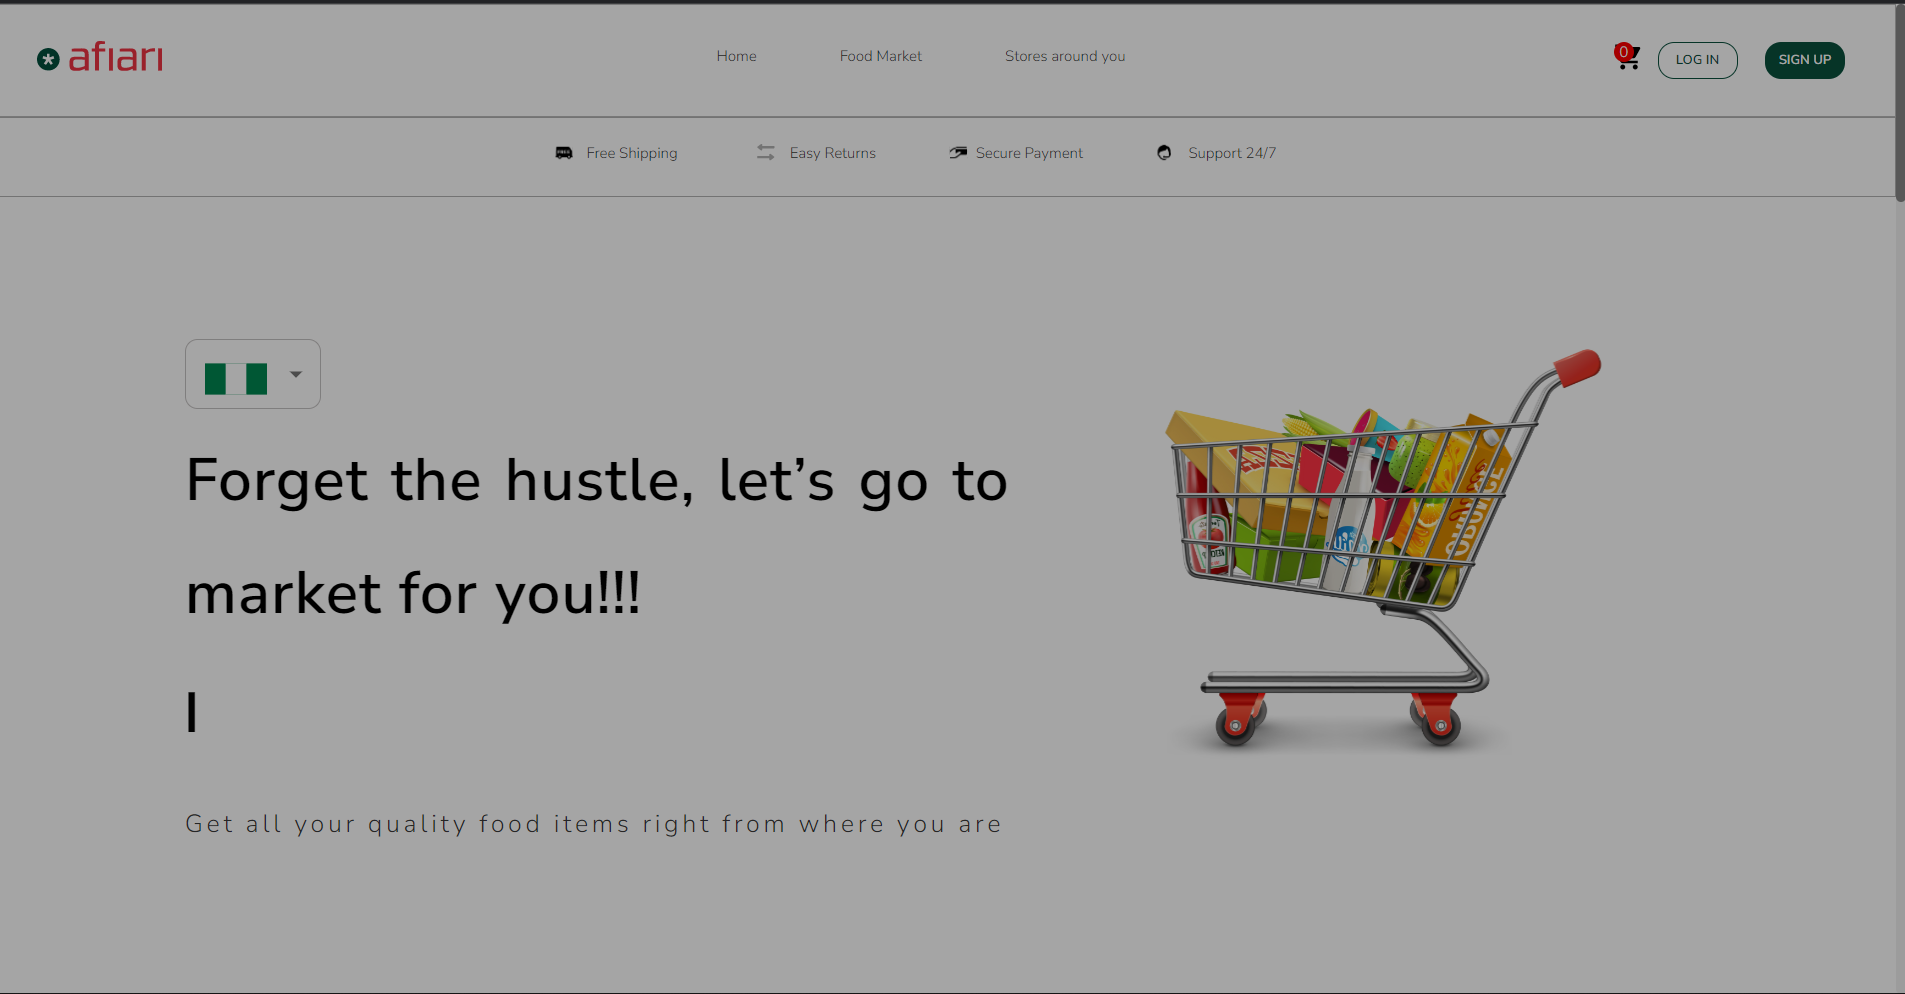 afiari
Home
Food Market
Stores around you
0
LOG IN
SIGN UP
Free Shipping
Easy Returns
Secure Payment
Support 24/7
Forget the hustle, let’s go to
market for you!!!
Get all your quality food items right from where you are